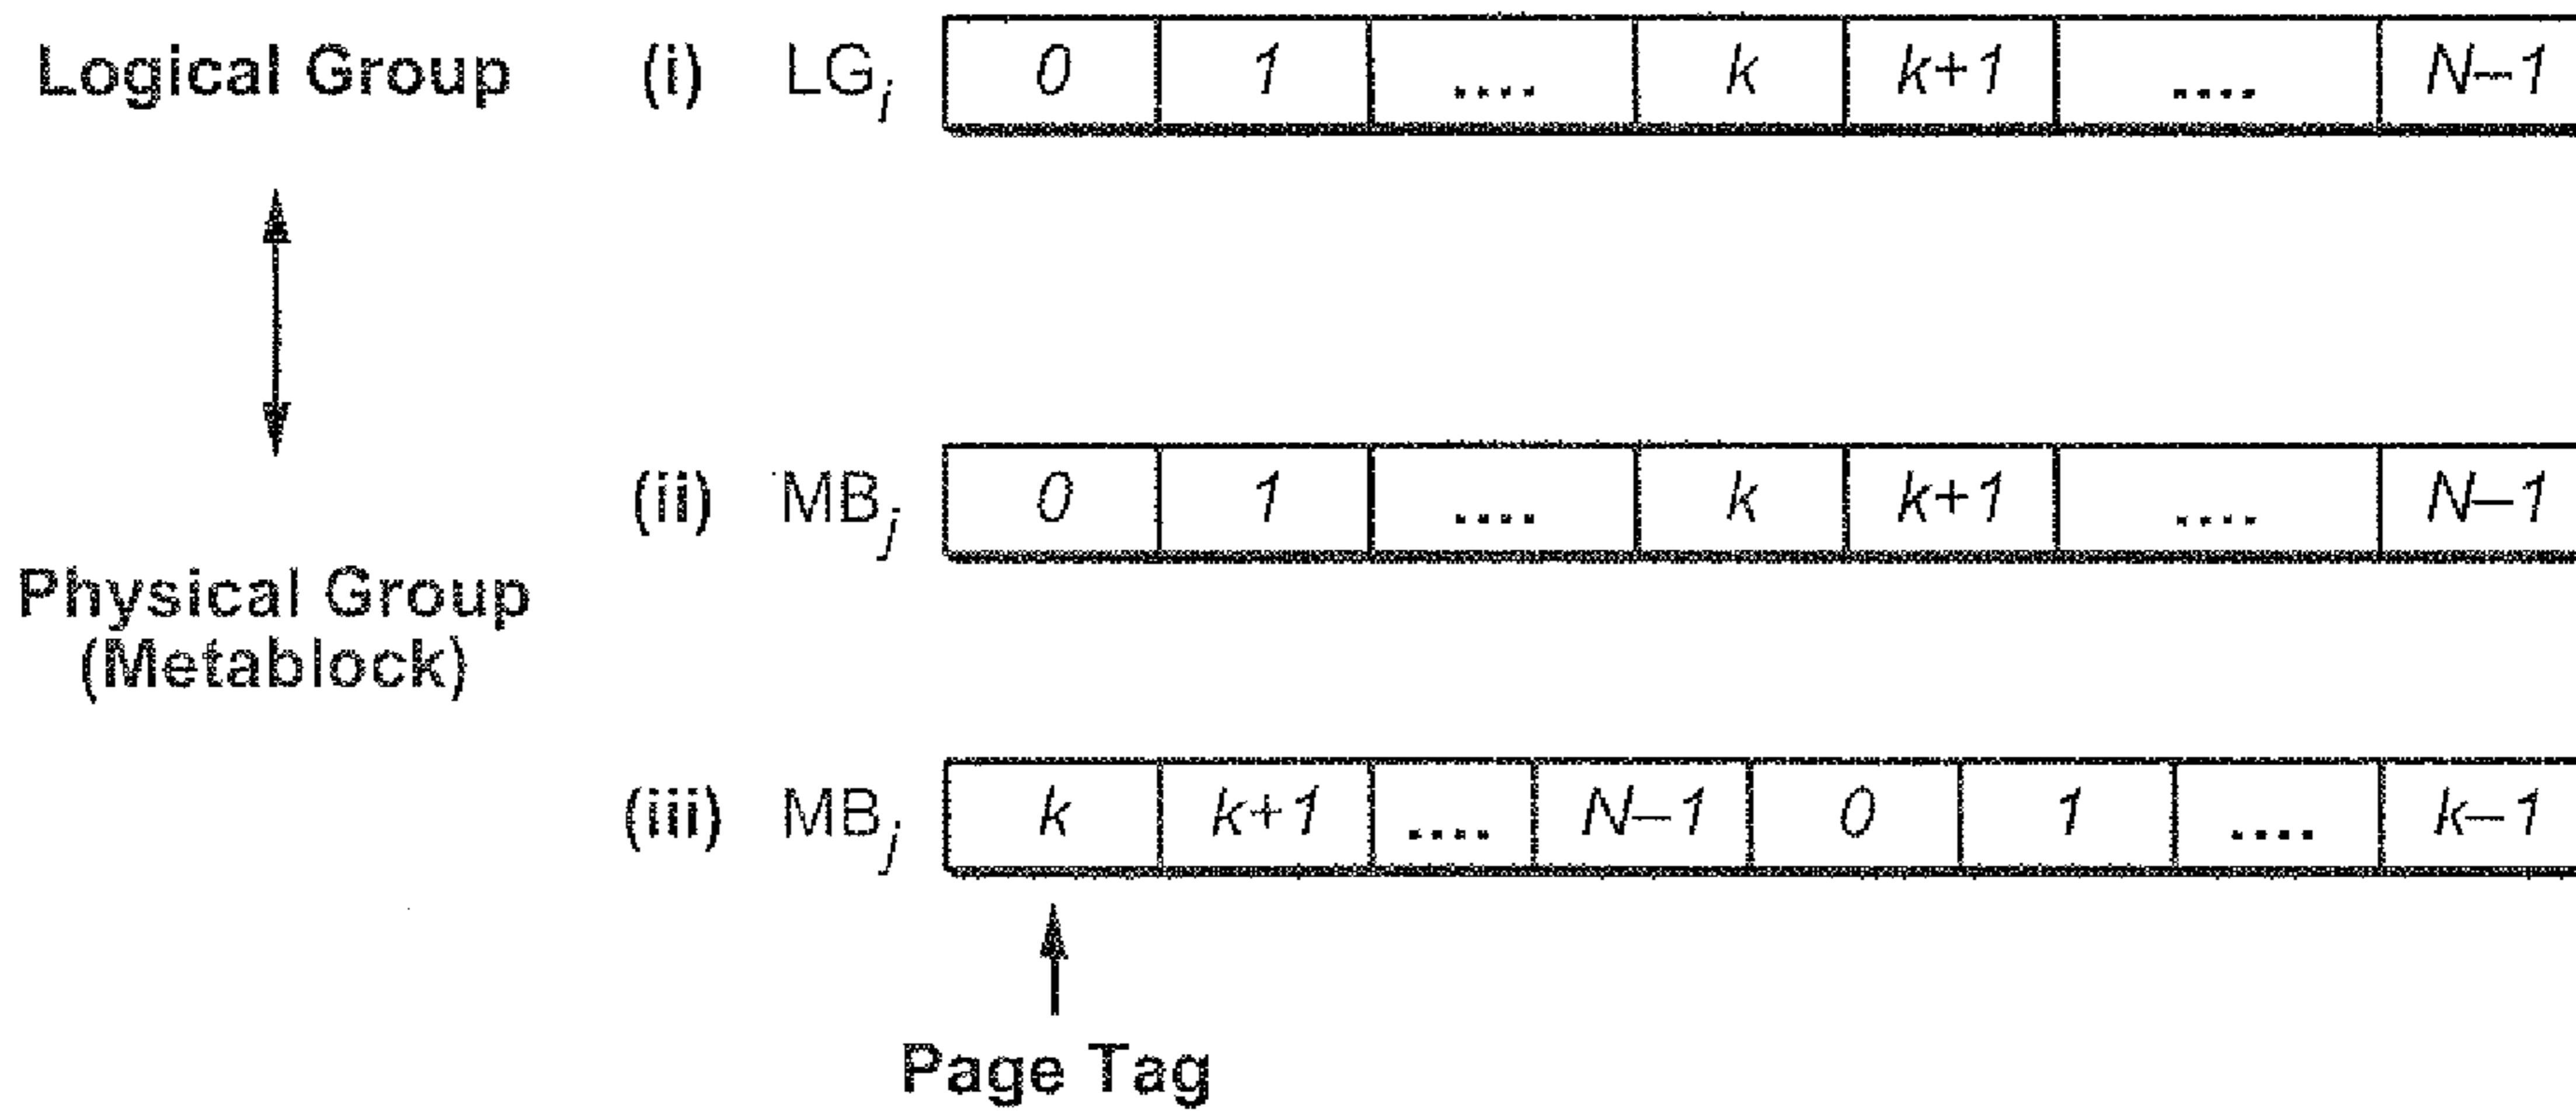 Logical Group (i) LGi 0 1 .... k k+1 .... N–1
(ii) MBj 0 1 .... k k+1 .... N–1
Physical Group
(Metablock)
(iii) MBj k k+1 .... N–1 0 1 .... k–1
Page Tag